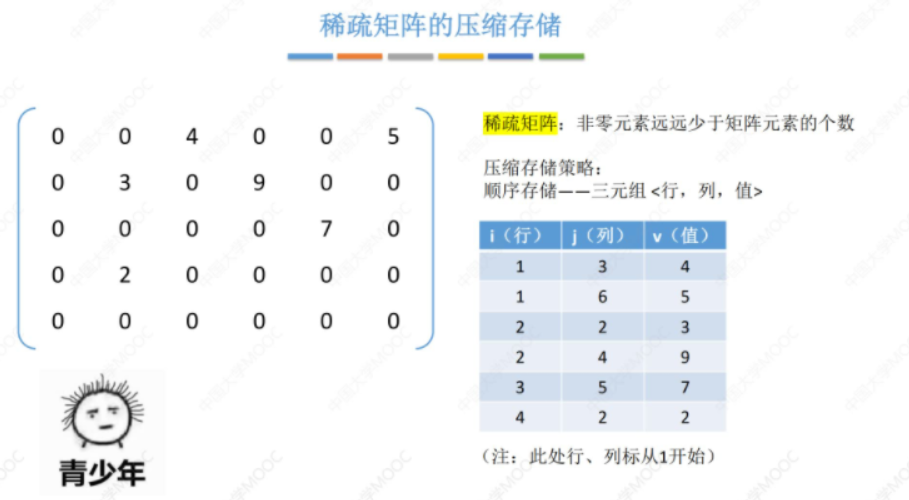 稀疏矩阵的压缩存储
0 0 4 0 0 5
0 3 0 9 0 0
0 0 0 0 7 0
0 2 0 0 0 0
0 0 0 0 0 0
青少年
稀疏矩阵：非零元素远远少于矩阵元素的个数
压缩存储策略：
顺序存储——三元组 <行，列，值>
i（行） j（列） v（值）
1 3 4
1 6 5
2 2 3
2 4 9
3 5 7
4 2 2
（注：此处行、列标从1开始）
中国大学MOOC